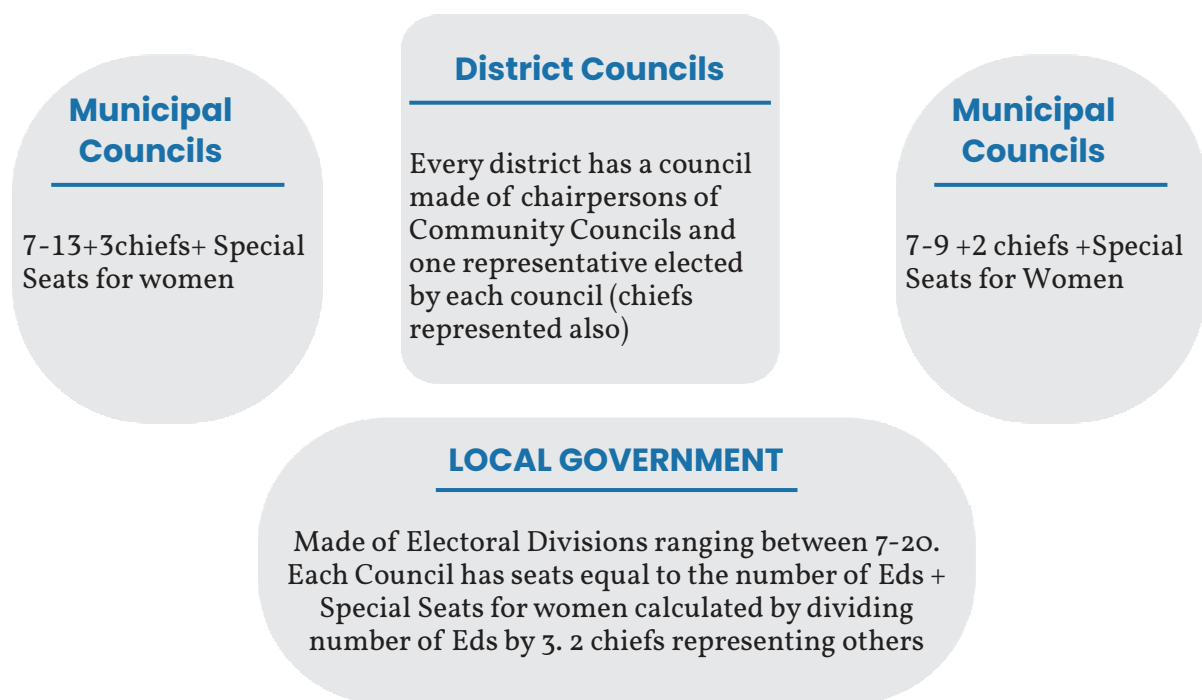 Municipal
Councils
7-13+3chiefs+ Special
Seats for women
District Councils
Every district has a council
made of chairpersons of
Community Councils and
one representative elected
by each council (chiefs
represented also)
Municipal
Councils
7-9 +2 chiefs +Special
Seats for Women
LOCAL GOVERNMENT
Made of Electoral Divisions ranging between 7-20.
Each Council has seats equal to the number of Eds +
Special Seats for women calculated by dividing
number of Eds by 3. 2 chiefs representing others